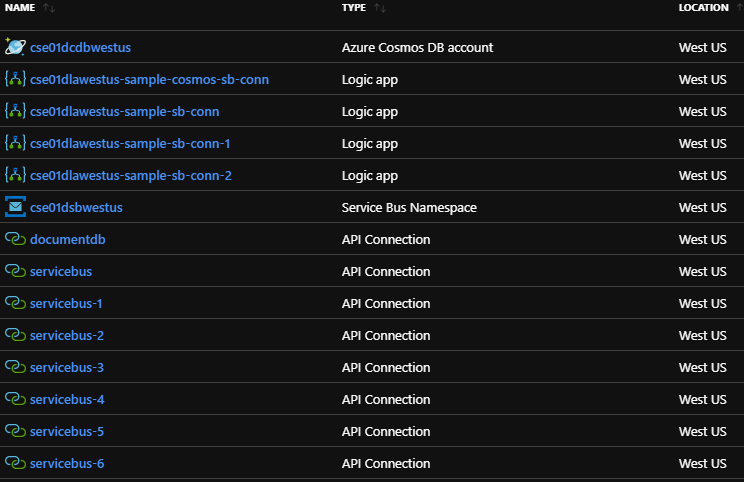 NAME TYPE LOCATION
cse01dcdbwestus Azure Cosmos DB account West US
cse01dlawestus-sample-cosmos-sb-conn Logic app West US
cse01dlawestus-sample-sb-conn Logic app West US
cse01dlawestus-sample-sb-conn-1 Logic app West US
cse01dlawestus-sample-sb-conn-2 Logic app West US
cse01dsbwestus Service Bus Namespace West US
documentdb API Connection West US
servicebus API Connection West US
servicebus-1 API Connection West US
servicebus-2 API Connection West US
servicebus-3 API Connection West US
servicebus-4 API Connection West US
servicebus-5 API Connection West US
servicebus-6 API Connection West US